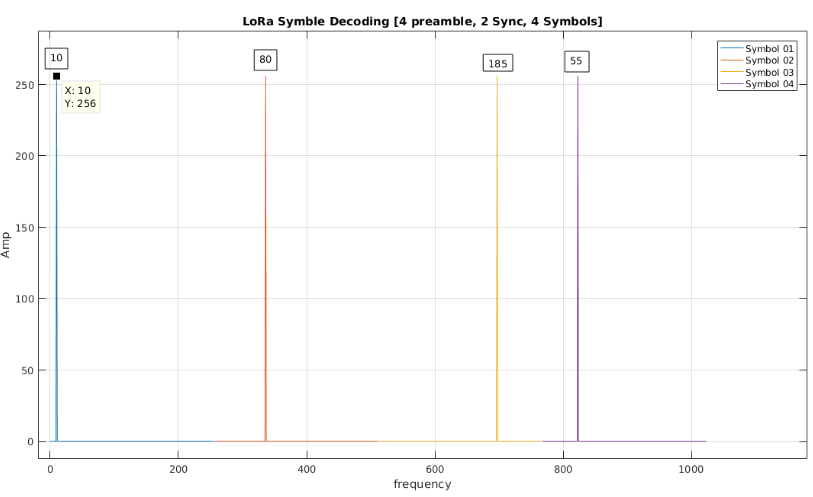 LoRa Symble Decoding [4 preamble, 2 Sync, 4 Symbols]
10
80
185
55
X: 10
Y: 256
Symbol 01
Symbol 02
Symbol 03
Symbol 04
250
200
150
100
50
0
Amp
0
200
400
600
800
1000
frequency